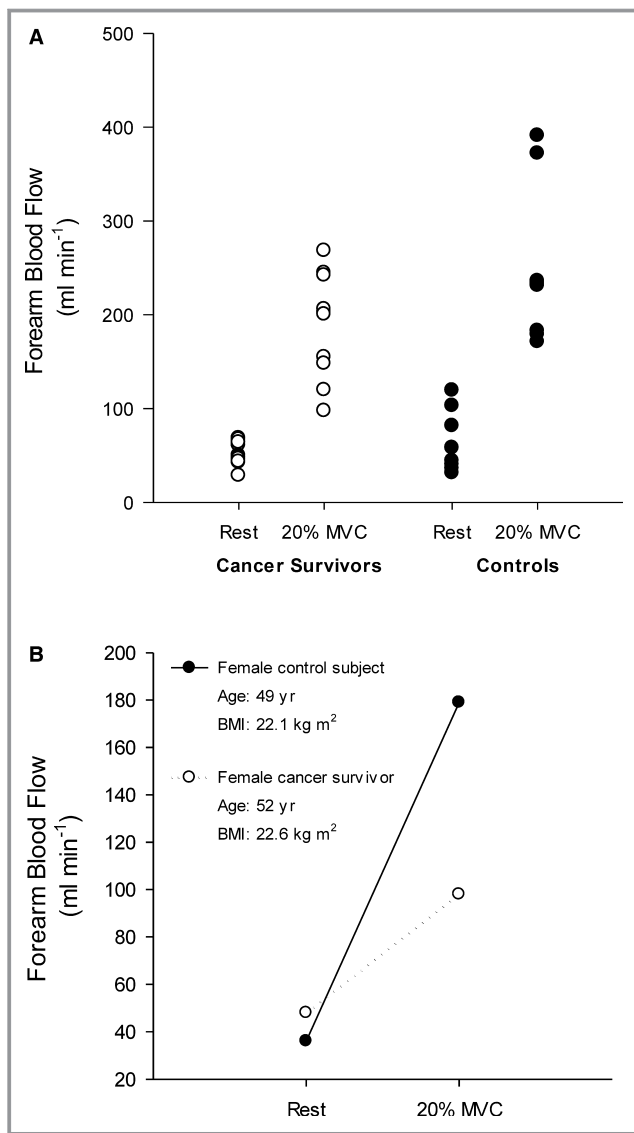 A
500
400
300
200
100
0
Forearm Blood Flow
(ml min⁻¹)
Rest 20% MVC Rest 20% MVC
Cancer Survivors Controls
B
200
180
160
140
120
100
80
60
40
20
Forearm Blood Flow
(ml min⁻¹)
Female control subject
Age: 49 yr
BMI: 22.1 kg m²
Female cancer survivor
Age: 52 yr
BMI: 22.6 kg m²
Rest 20% MVC